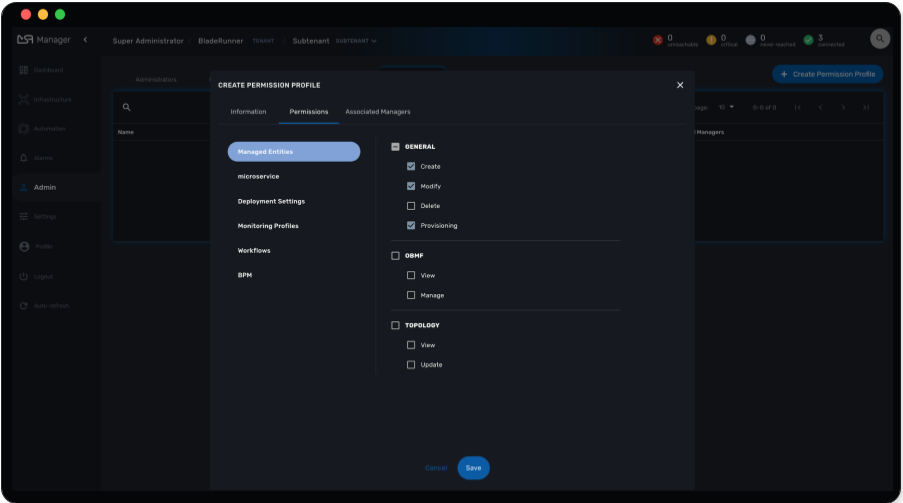 MSA Manager
Super Administrator
BladeRunner TENANT
Subtenant SUBTENANT
0 unreachable
0 critical
0 never reached
3 connected
Dashboard
Infrastructure
Automation
Alarms
Admin
Settings
Profile
Logout
Auto-refresh
Administrators
+ Create Permission Profile
page: 10
0-0 of 0
Name
Managers
CREATE PERMISSION PROFILE
Information
Permissions
Associated Managers
Managed Entities
microservice
Deployment Settings
Monitoring Profiles
Workflows
BPM
GENERAL
Create
Modify
Delete
Provisioning
OBMF
View
Manage
TOPOLOGY
View
Update
Cancel
Save